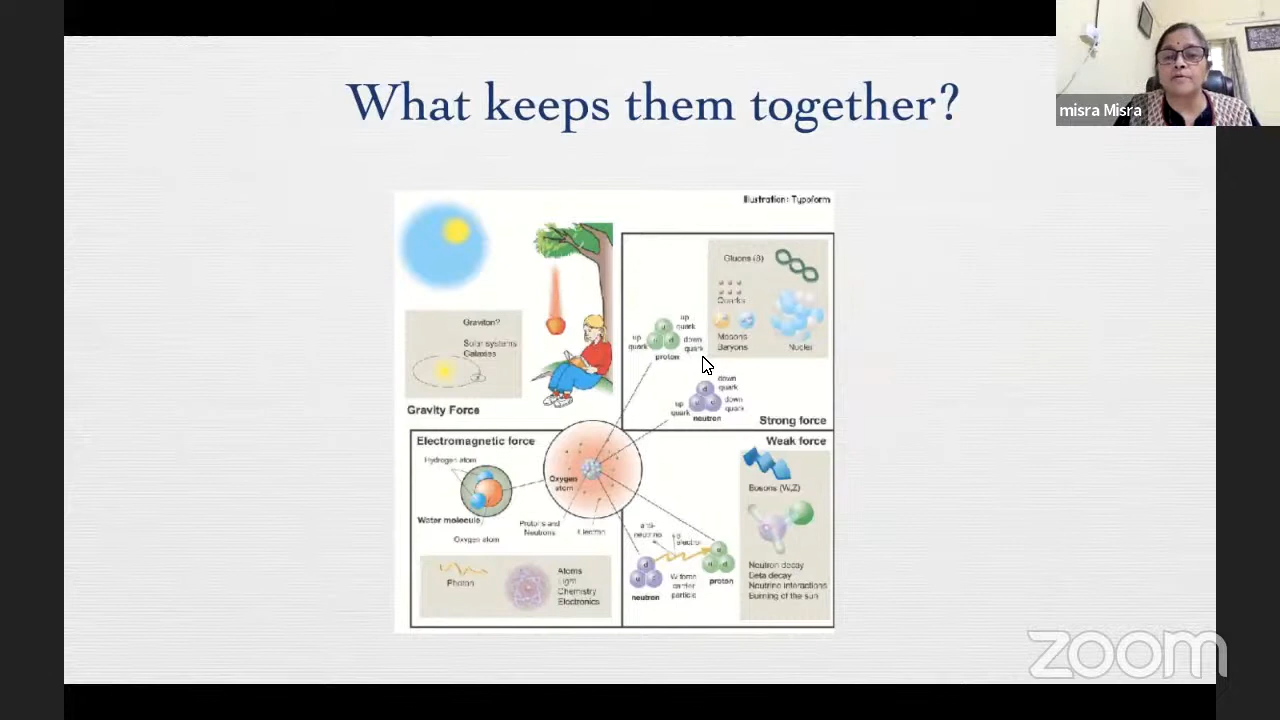 What keeps them together?
misra Misra
Illustration: Typoform
Graviton?
Solar systems
Galaxies
Gravity Force
Gluons (8)
Quarks
Mesons
Baryons
Nuclei
up
quark
up
quark
down
quark
proton
down
quark
up
quark
down
quark
neutron
Strong force
Electromagnetic force
Hydrogen atom
Water molecule
Oxygen atom
Oxygen
atom
Protons and
Neutrons
Electron
Photon
Atoms
Light
Chemistry
Electronics
Weak force
Bosons (W,Z)
anti-
neutrino
electron
neutron
W force
carrier
particle
proton
Neutron decay
Beta decay
Neutrino interactions
Burning of the sun
zoom